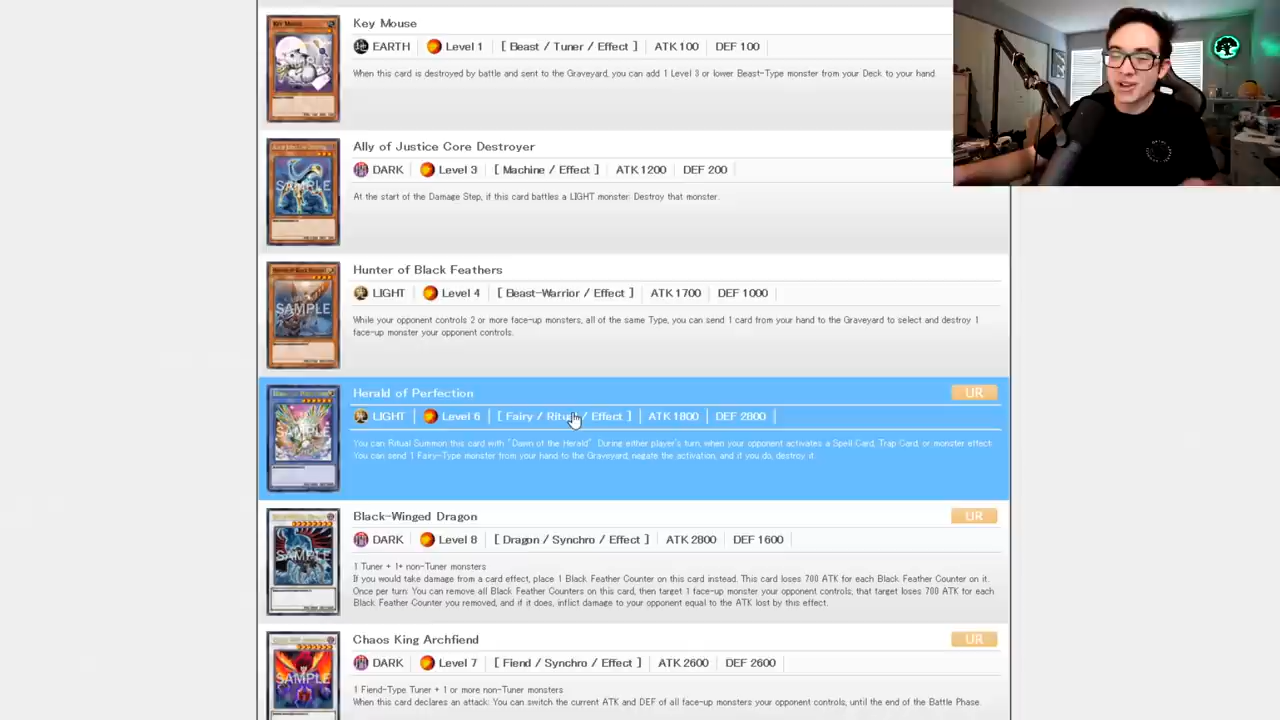 Key Mouse
EARTH Level 1 [ Beast / Tuner / Effect ] ATK 100 DEF 100
When this card is destroyed by battle and sent to the Graveyard, you can add 1 Level 3 or lower Beast-Type monster from your Deck to your hand.
SAMPLE
Ally of Justice Core Destroyer
DARK Level 3 [ Machine / Effect ] ATK 1200 DEF 200
At the start of the Damage Step, if this card battles a LIGHT monster: Destroy that monster.
SAMPLE
Hunter of Black Feathers
LIGHT Level 4 [ Beast-Warrior / Effect ] ATK 1700 DEF 1000
While your opponent controls 2 or more face-up monsters, all of the same Type, you can send 1 card from your hand to the Graveyard to select and destroy 1
face-up monster your opponent controls.
SAMPLE
Herald of Perfection UR
LIGHT Level 6 [ Fairy / Ritual / Effect ] ATK 1800 DEF 2800
You can Ritual Summon this card with "Dawn of the Herald". During either player's turn, when your opponent activates a Spell Card, Trap Card, or monster effect:
You can send 1 Fairy-Type monster from your hand to the Graveyard; negate the activation, and if you do, destroy it.
SAMPLE
Black-Winged Dragon UR
DARK Level 8 [ Dragon / Synchro / Effect ] ATK 2800 DEF 1600
1 Tuner + 1+ non-Tuner monsters
If you would take damage from a card effect, place 1 Black Feather Counter on this card instead. This card loses 700 ATK for each Black Feather Counter on it.
Once per turn: You can remove all Black Feather Counters on this card, then target 1 face-up monster your opponent controls; that target loses 700 ATK for each
Black Feather Counter you removed, and if it does, inflict damage to your opponent equal to the ATK lost by this effect.
SAMPLE
Chaos King Archfiend UR
DARK Level 7 [ Fiend / Synchro / Effect ] ATK 2600 DEF 2600
1 Fiend-Type Tuner + 1 or more non-Tuner monsters
When this card declares an attack: You can switch the current ATK and DEF of all face-up monsters your opponent controls, until the end of the Battle Phase.
SAMPLE